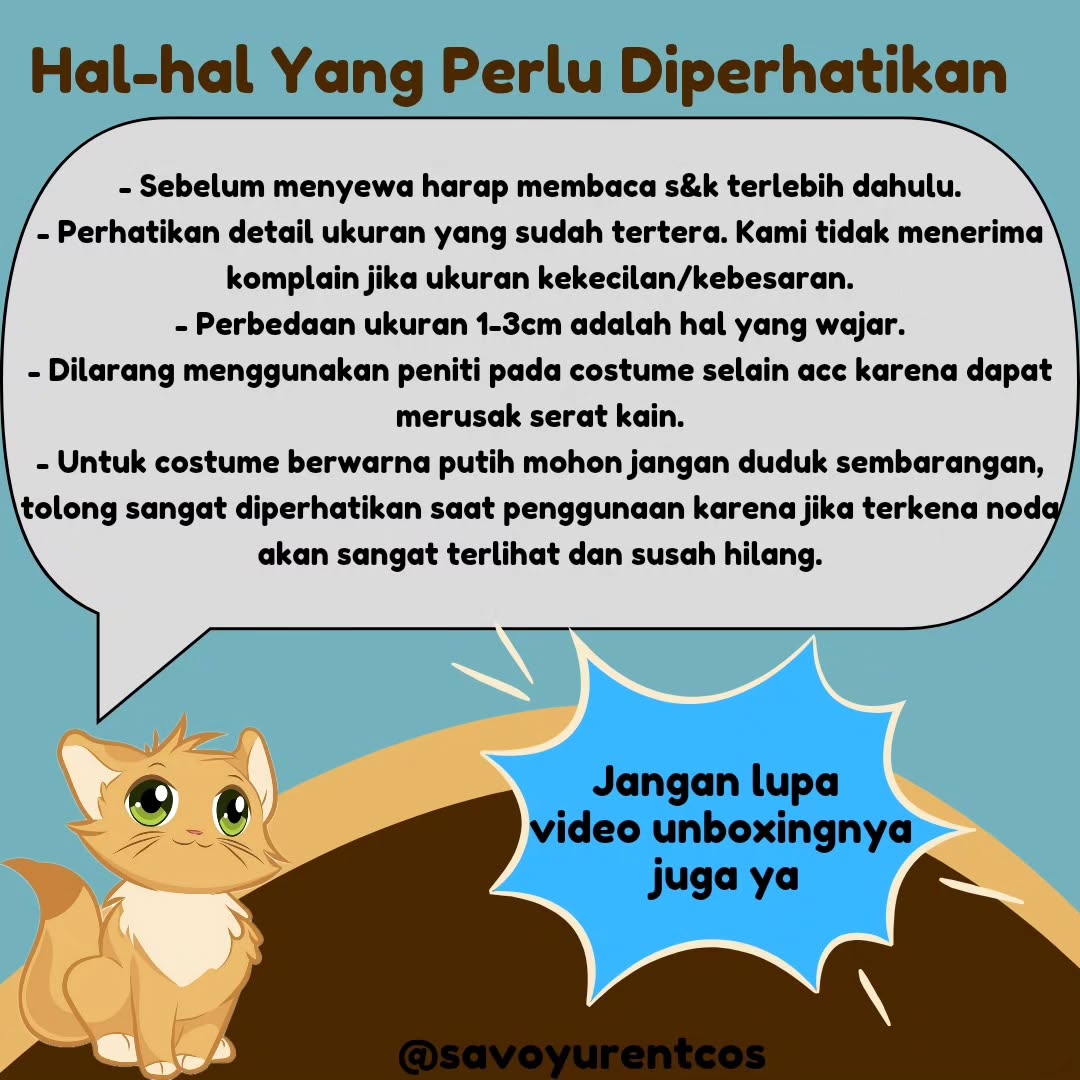 Hal-hal Yang Perlu Diperhatikan
- Sebelum menyewa harap membaca s&k terlebih dahulu.
- Perhatikan detail ukuran yang sudah tertera. Kami tidak menerima
komplain jika ukuran kekecilan/kebesaran.
- Perbedaan ukuran 1-3cm adalah hal yang wajar.
- Dilarang menggunakan peniti pada costume selain acc karena dapat
merusak serat kain.
- Untuk costume berwarna putih mohon jangan duduk sembarangan,
tolong sangat diperhatikan saat penggunaan karena jika terkena noda
akan sangat terlihat dan susah hilang.
Jangan lupa
video unboxingnya
juga ya
@savoyurentcos